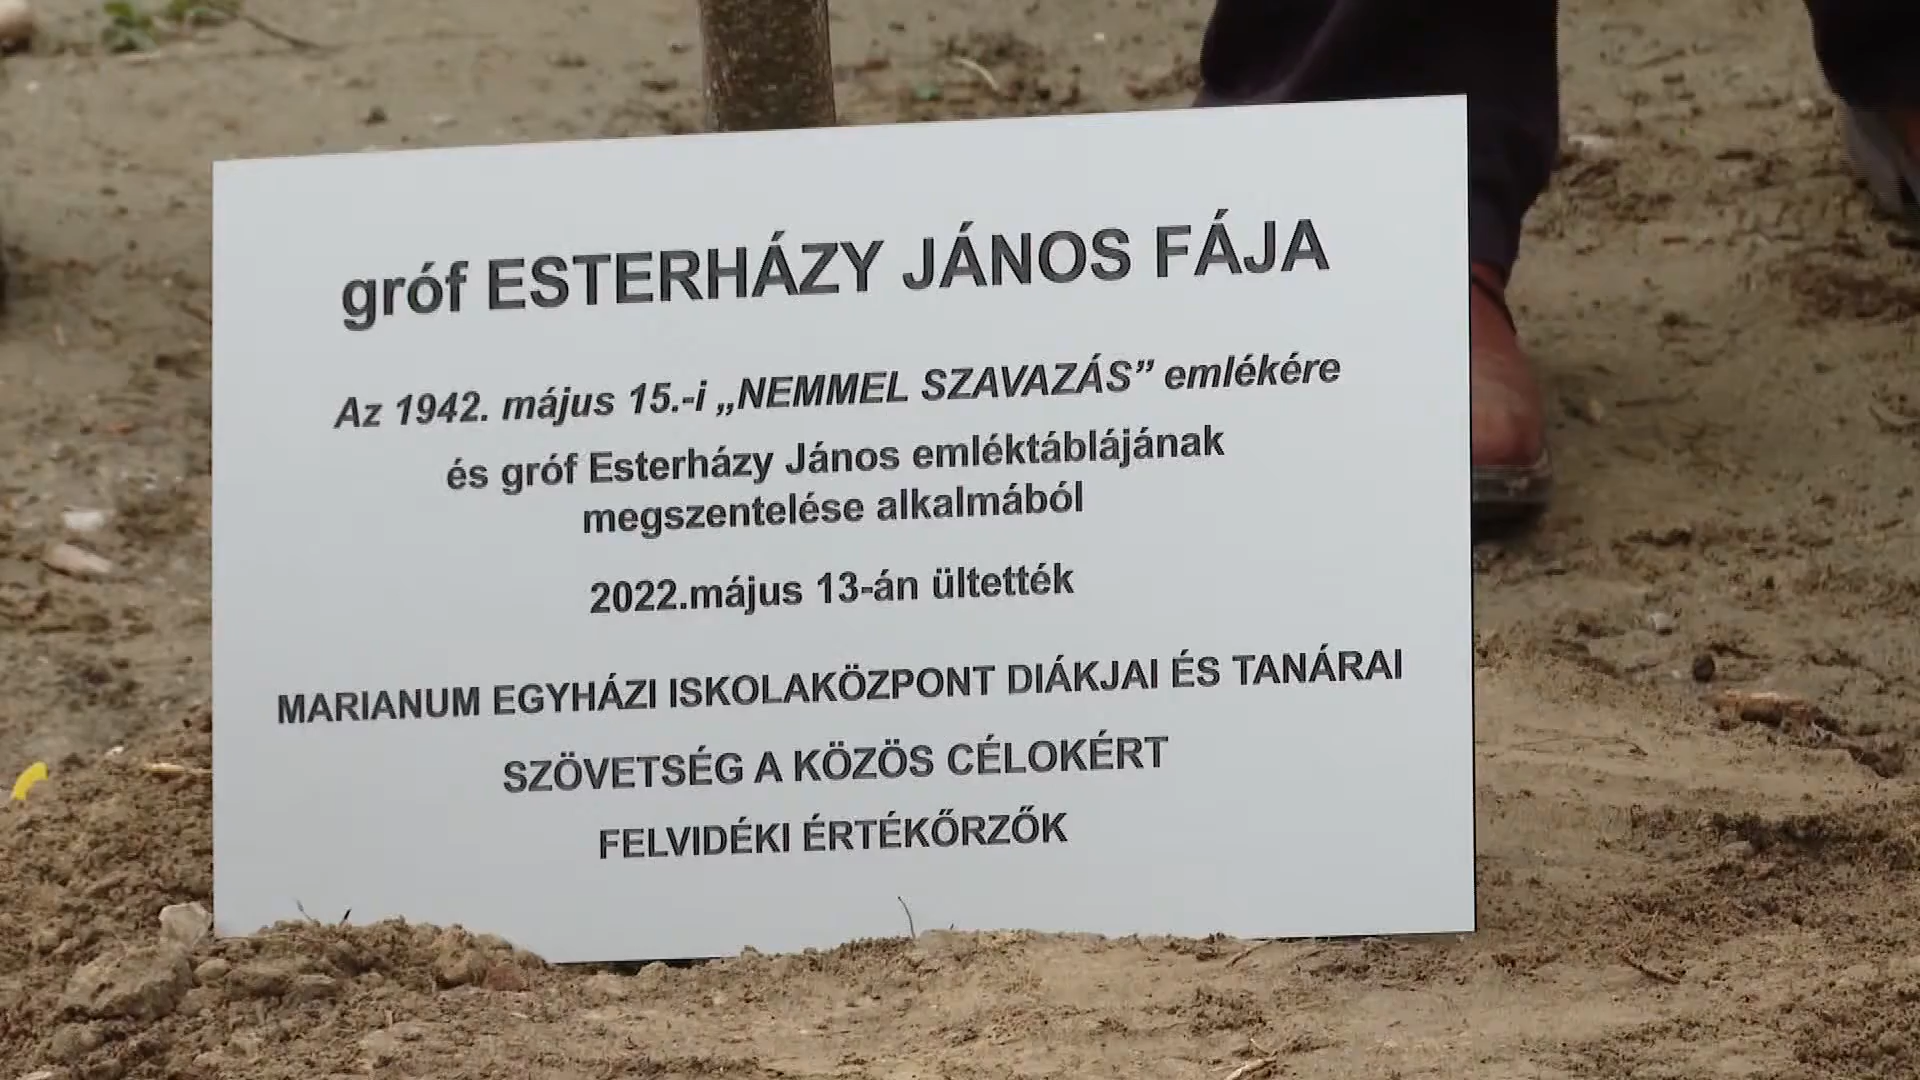 gróf ESTERHÁZY JÁNOS FÁJA
Az 1942. május 15.-i „NEMMEL SZAVAZÁS” emlékére
és gróf Esterházy János emléktáblájának
megszentelése alkalmából
2022.május 13-án ültették
MARIANUM EGYHÁZI ISKOLAKÖZPONT DIÁKJAI ÉS TANÁRAI
SZÖVETSÉG A KÖZÖS CÉLOKÉRT
FELVIDÉKI ÉRTÉKŐRZŐK